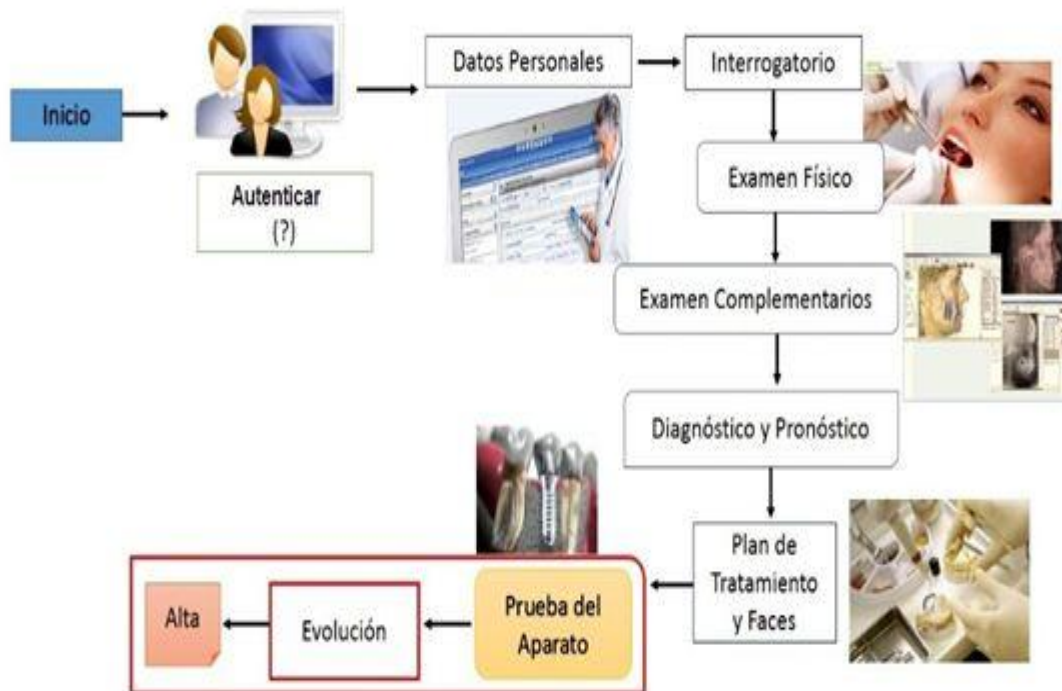 Inicio
Autenticar
(?)
Datos Personales
Interrogatorio
Examen Físico
Examen Complementarios
Diagnóstico y Pronóstico
Plan de
Tratamiento
y Faces
Prueba del
Aparato
Evolución
Alta